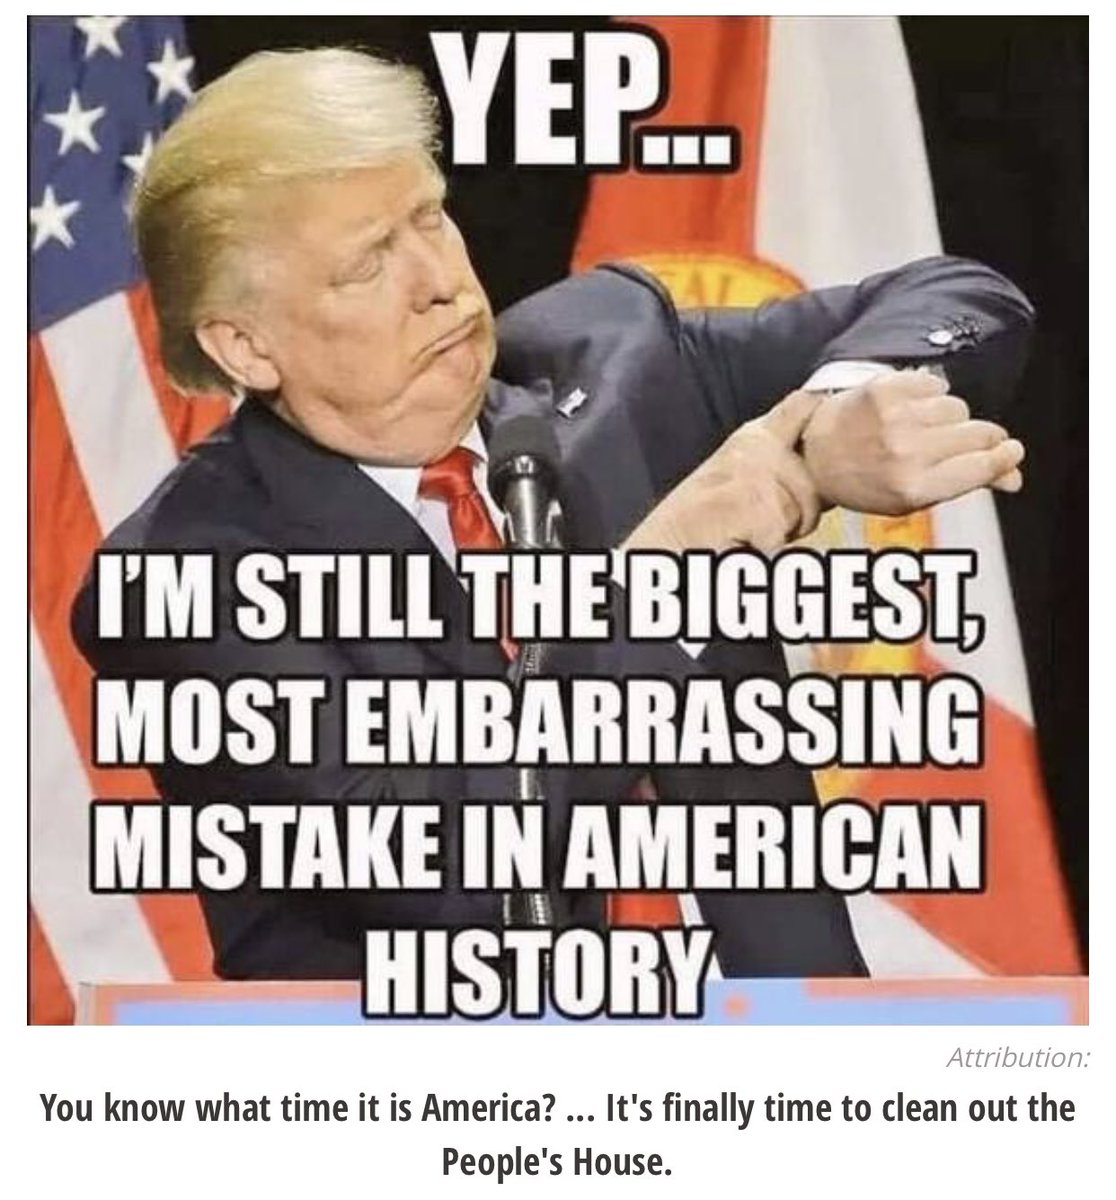 YEP...
AL
I'M STILL THE BIGGEST,
MOST EMBARRASSING
MISTAKE IN AMERICAN
HISTORY
Attribution:
You know what time it is America? ... It's finally time to clean out the
People's House.